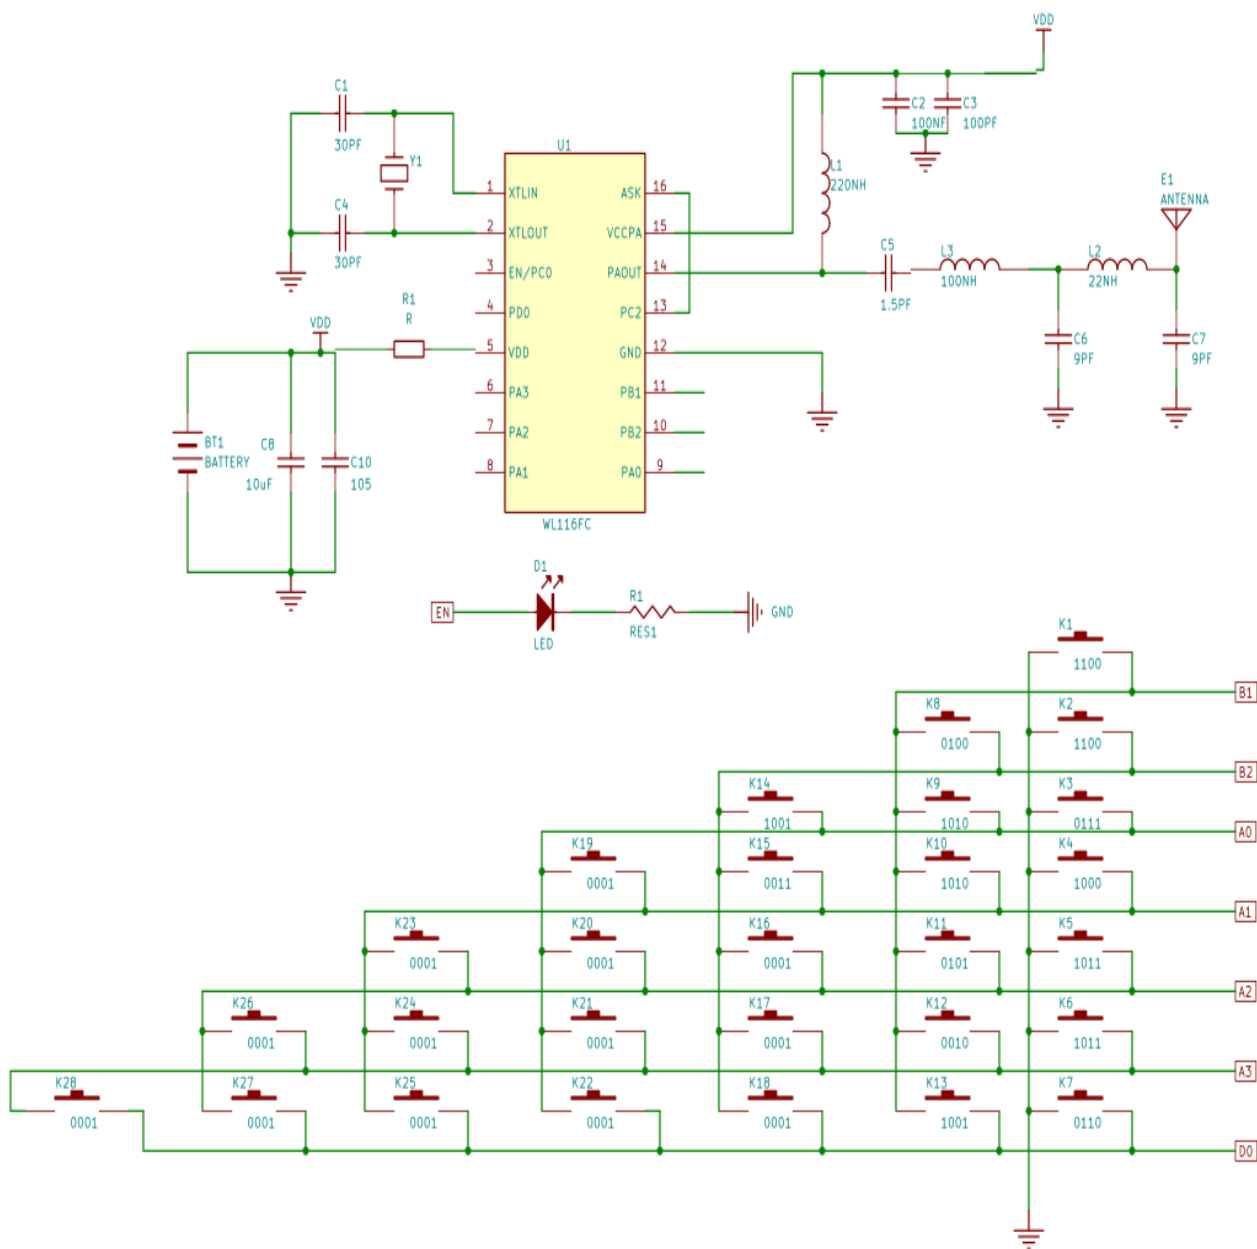 VDD
C1
30PF
Y1
C4
30PF
C2
100NF
C3
100PF
L1
220NH
E1
ANTENNA
C5
1.5PF
L3
100NH
L2
22NH
C6
9PF
C7
9PF
U1
1 XTLIN
2 XTLOUT
3 EN/PC0
4 PD0
5 VDD
6 PA3
7 PA2
8 PA1
ASK 16
VCCPA 15
PAOUT 14
PC2 13
GND 12
PB1 11
PB2 10
PA0 9
WL116FC
R1
R
VDD
BT1
BATTERY
C8
10uF
C10
105
D1
EN
LED
R1
RES1
GND
K1
1100
B1
K8
0100
K2
1100
B2
K14
1001
K9
1010
K3
0111
A0
K19
0001
K15
0011
K10
1010
K4
1000
A1
K23
0001
K20
0001
K16
0001
K11
0101
K5
1011
A2
K26
0001
K24
0001
K21
0001
K17
0001
K12
0010
K6
1011
A3
K28
0001
K27
0001
K25
0001
K22
0001
K18
0001
K13
1001
K7
0110
D0